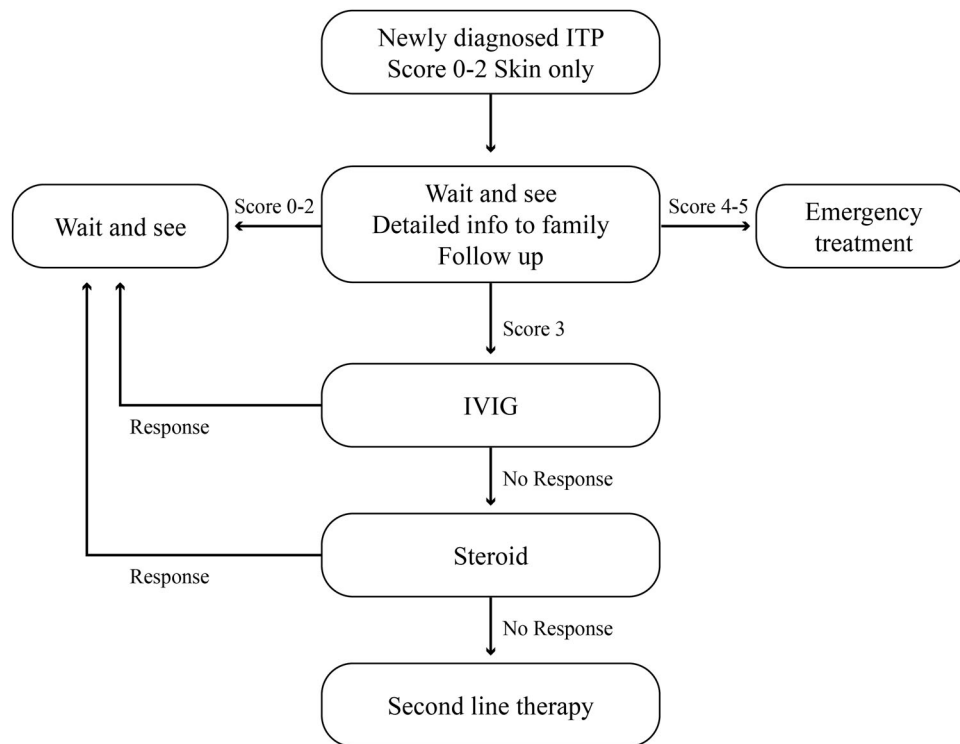 Newly diagnosed ITP
Score 0-2 Skin only
Wait and see
Score 0-2
Wait and see
Detailed info to family
Follow up
Score 4-5
Emergency
treatment
Score 3
IVIG
Response
No Response
Steroid
Response
No Response
Second line therapy